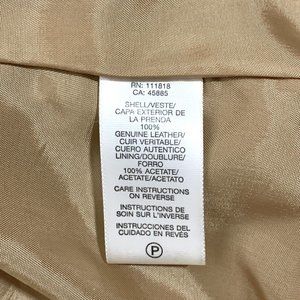 RN: 111818
CA: 45885
SHELL/VESTE/
CAPA EXTERIOR DE
LA PRENDA
100%
GENUINE LEATHER/
CUIR VERITABLE/
CUERO AUTENTICO
LINING/DOUBLURE/
FORRO
100% ACETATE/
ACETATE/ACETATO
CARE INSTRUCTIONS
ON REVERSE
INSTRUCTIONS DE
SOIN SUR L'INVERSE
INSTRUCCIONES DEL
CUIDADO EN REVÉS
P